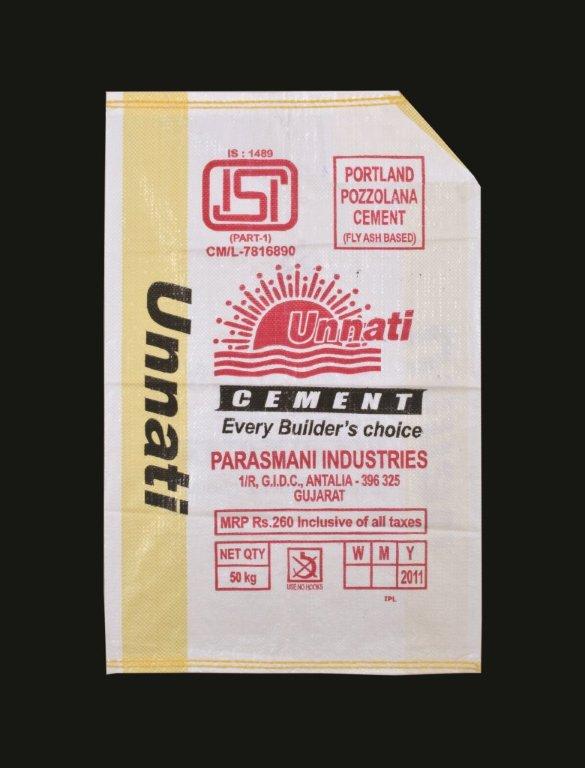 IS : 1489
ISI
(PART-1)
CM/L-7816890
PORTLAND
POZZOLANA
CEMENT
(FLY ASH BASED)
Unnati
Unnati
CEMENT
Every Builder's choice
PARASMANI INDUSTRIES
1/R, G.I.D.C., ANTALIA - 396 325
GUJARAT
MRP Rs.260 Inclusive of all taxes
NET QTY
50 kg
USE NO HOOKS
W M Y
2011
IPL